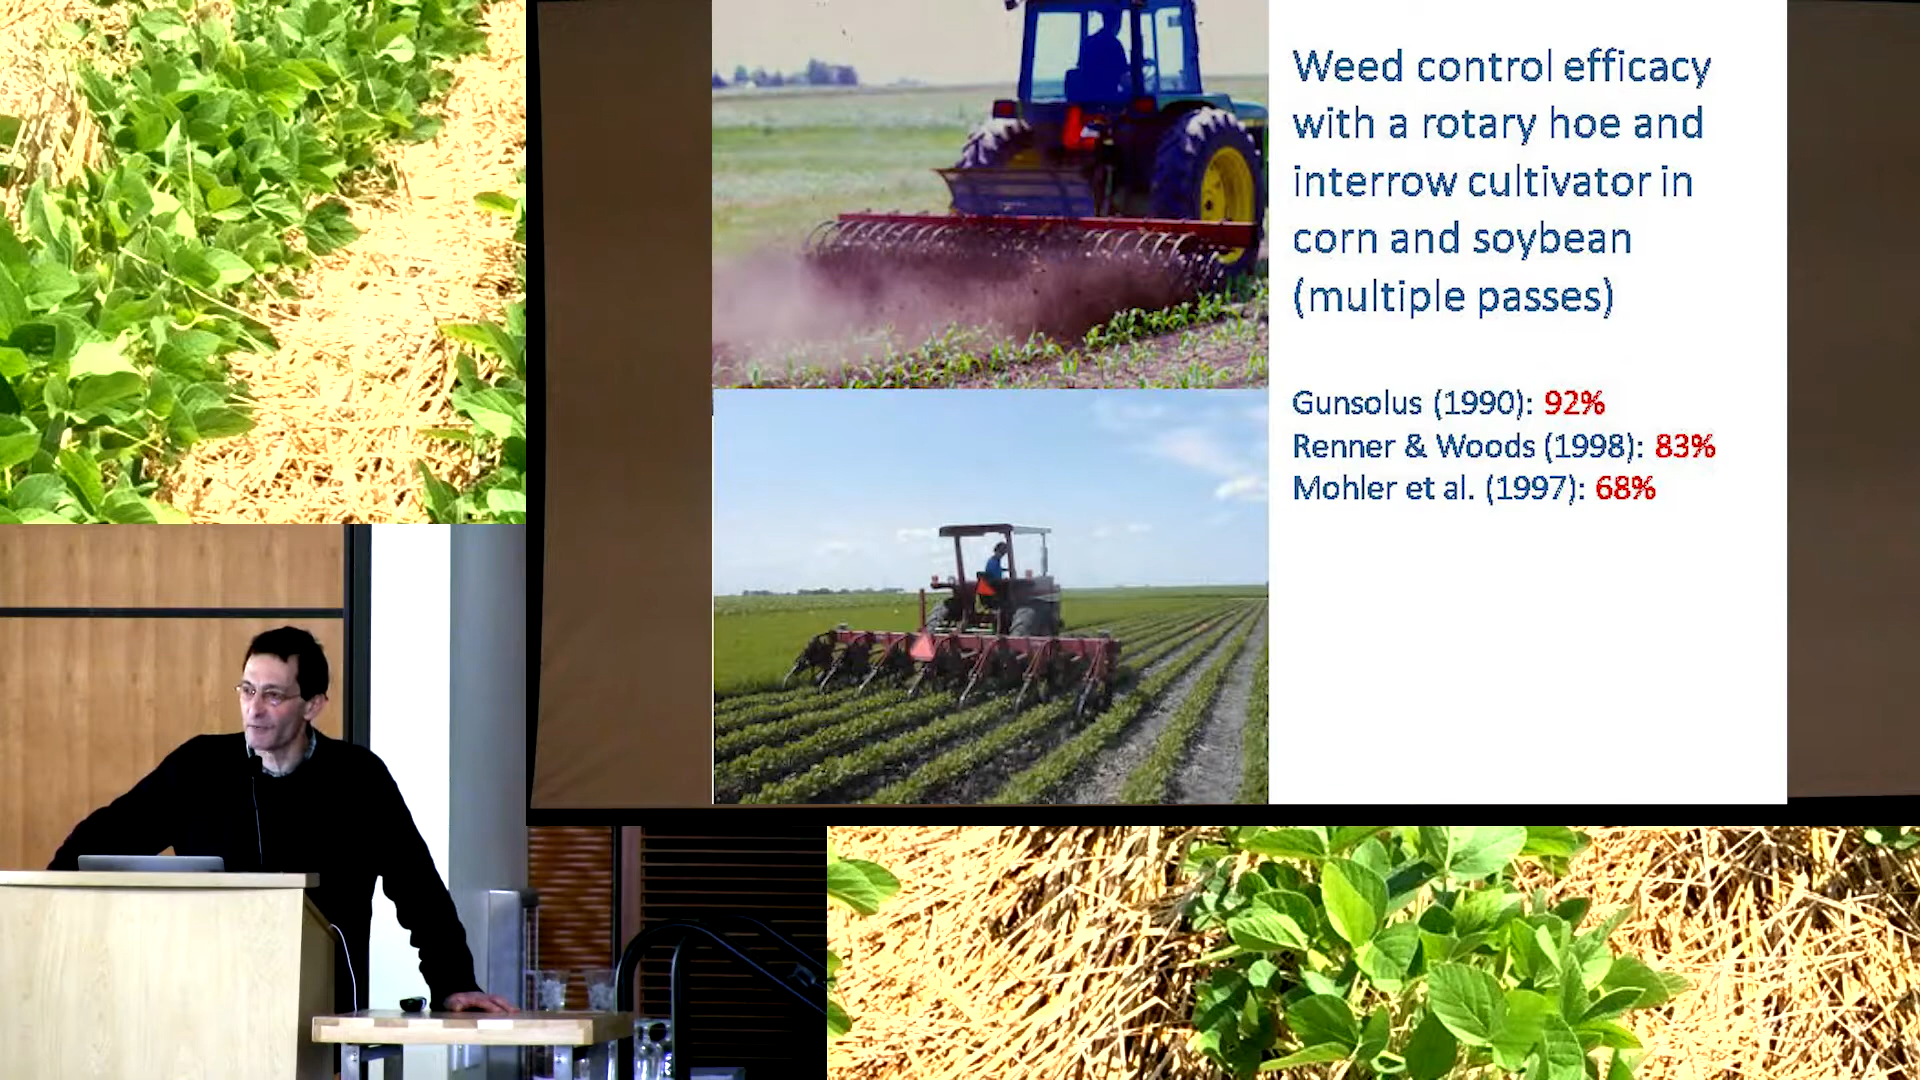 Weed control efficacy
with a rotary hoe and
interrow cultivator in
corn and soybean
(multiple passes)
Gunsolus (1990): 92%
Renner & Woods (1998): 83%
Mohler et al. (1997): 68%